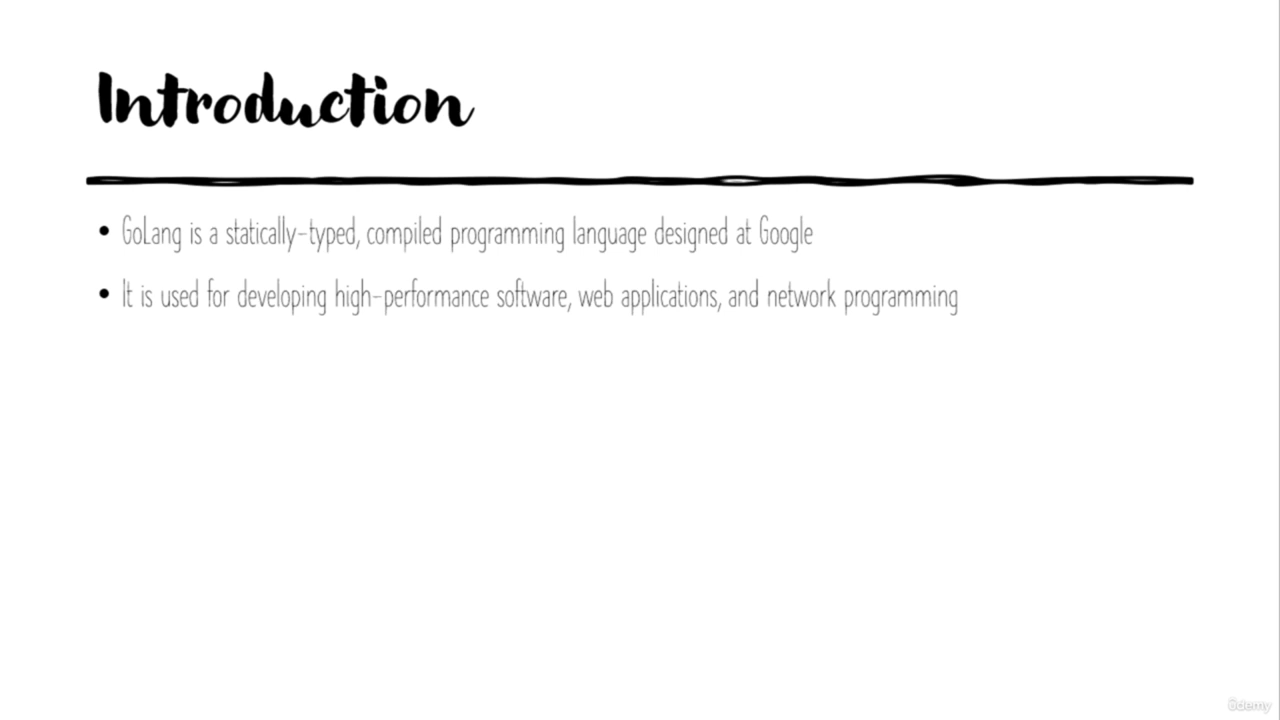 Introduction
• GoLang is a statically-typed, compiled programming language designed at Google
• It is used for developing high-performance software, web applications, and network programming
ûdemy